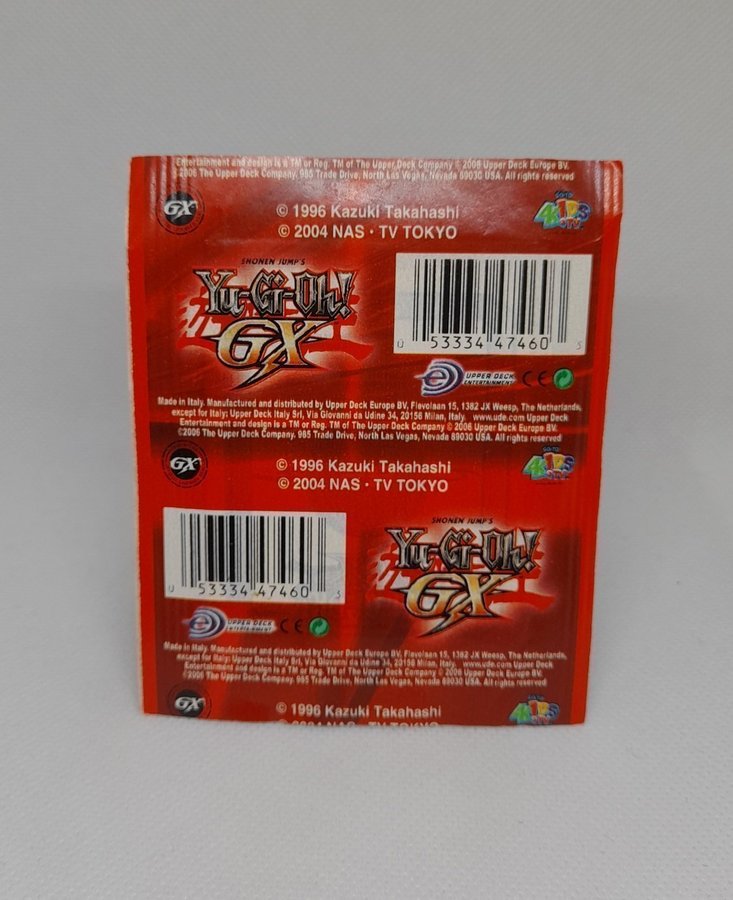 Entertainment and design is a TM or Reg. TM of The Upper Deck Company © 2006 Upper Deck Europe BV.
©2006 The Upper Deck Company, 985 Trade Drive, North Las Vegas, Nevada 89030 USA. All rights reserved
GX
© 1996 Kazuki Takahashi
© 2004 NAS · TV TOKYO
4KiDS TV
SHONEN JUMP'S
Yu-Gi-Oh!
GX
0 53334 47460 5
UPPER DECK
ENTERTAINMENT
CE
Made in Italy. Manufactured and distributed by Upper Deck Europe BV, Flevolaan 15, 1382 JX Weesp, The Netherlands,
except for Italy: Upper Deck Italy Srl, Via Giovanni da Udine 34, 20156 Milan, Italy. www.ude.com Upper Deck
Entertainment and design is a TM or Reg. TM of The Upper Deck Company © 2006 Upper Deck Europe BV.
©2006 The Upper Deck Company, 985 Trade Drive, North Las Vegas, Nevada 89030 USA. All rights reserved
GX
© 1996 Kazuki Takahashi
© 2004 NAS · TV TOKYO
4KiDS
0 53334 47460 5
SHONEN JUMP'S
Yu-Gi-Oh!
GX
UPPER DECK
ENTERTAINMENT
CE
Made in Italy. Manufactured and distributed by Upper Deck Europe BV, Flevolaan 15, 1382 JX Weesp, The Netherlands,
except for Italy: Upper Deck Italy Srl, Via Giovanni da Udine 34, 20156 Milan, Italy. www.ude.com Upper Deck
Entertainment and design is a TM or Reg. TM of The Upper Deck Company © 2006 Upper Deck Europe BV.
©2006 The Upper Deck Company, 985 Trade Drive, North Las Vegas, Nevada 89030 USA. All rights reserved
GX
© 1996 Kazuki Takahashi
© 2004 NAS · TV TOKYO
4KiDS TV